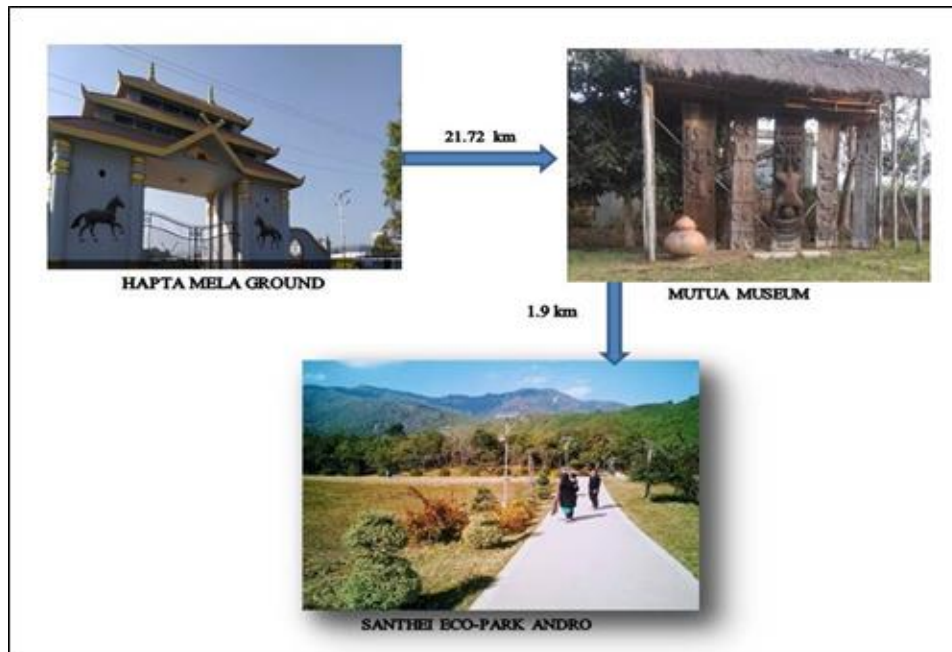 21.72 km
HAPTA MELA GROUND
MUTUA MUSEUM
1.9 km
SANTHEI ECO-PARK ANDRO